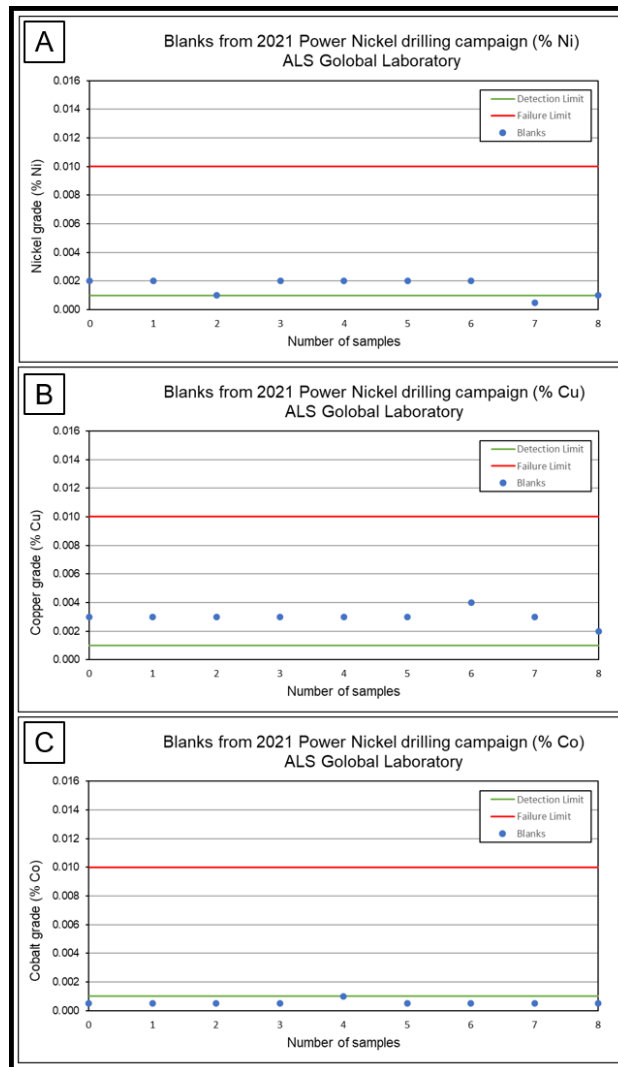 A
Blanks from 2021 Power Nickel drilling campaign (% Ni)
ALS Golobal Laboratory
0.016
0.014
0.012
0.010
0.008
0.006
0.004
0.002
0.000
Nickel grade (% Ni)
Detection Limit
Failure Limit
Blanks
0 1 2 3 4 5 6 7 8
Number of samples
B
Blanks from 2021 Power Nickel drilling campaign (% Cu)
ALS Golobal Laboratory
0.016
0.014
0.012
0.010
0.008
0.006
0.004
0.002
0.000
Copper grade (% Cu)
Detection Limit
Failure Limit
Blanks
0 1 2 3 4 5 6 7 8
Number of samples
C
Blanks from 2021 Power Nickel drilling campaign (% Co)
ALS Golobal Laboratory
0.016
0.014
0.012
0.010
0.008
0.006
0.004
0.002
0.000
Cobalt grade (% Co)
Detection Limit
Failure Limit
Blanks
0 1 2 3 4 5 6 7 8
Number of samples